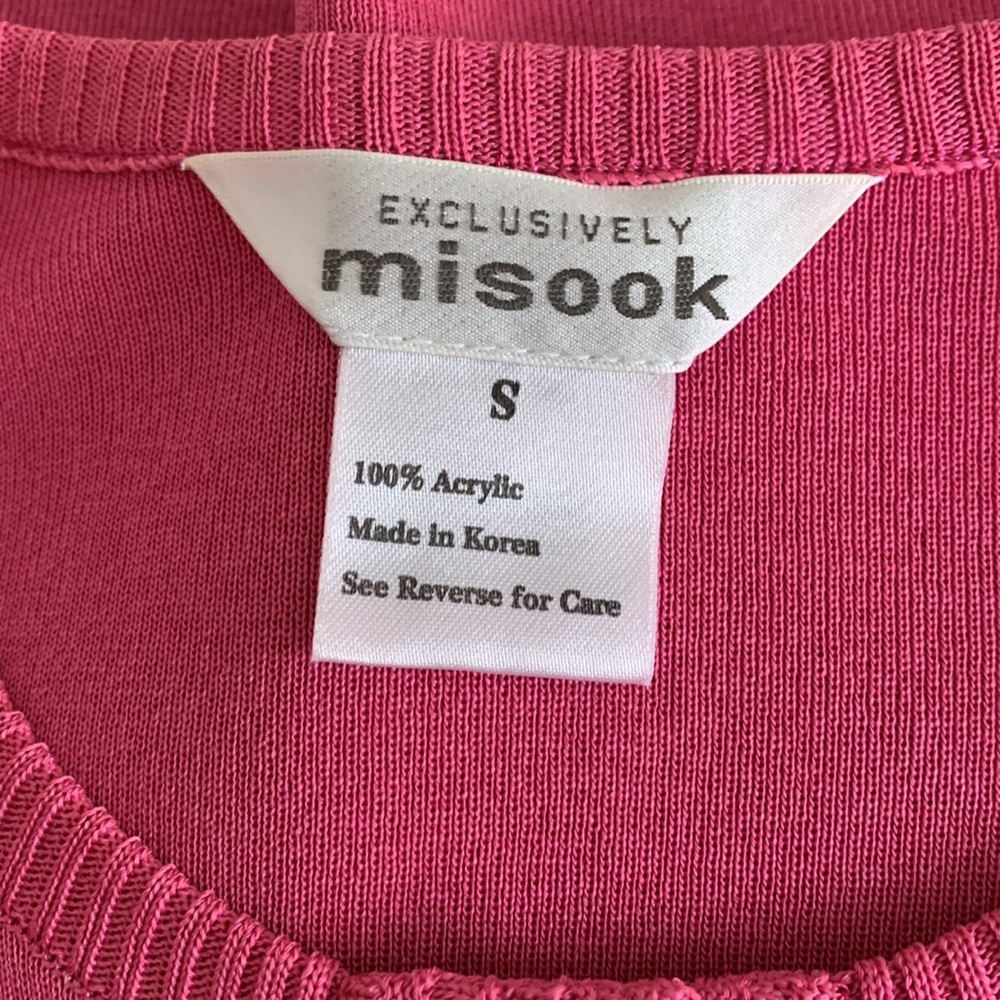 EXCLUSIVELY
misook
S
100% Acrylic
Made in Korea
See Reverse for Care